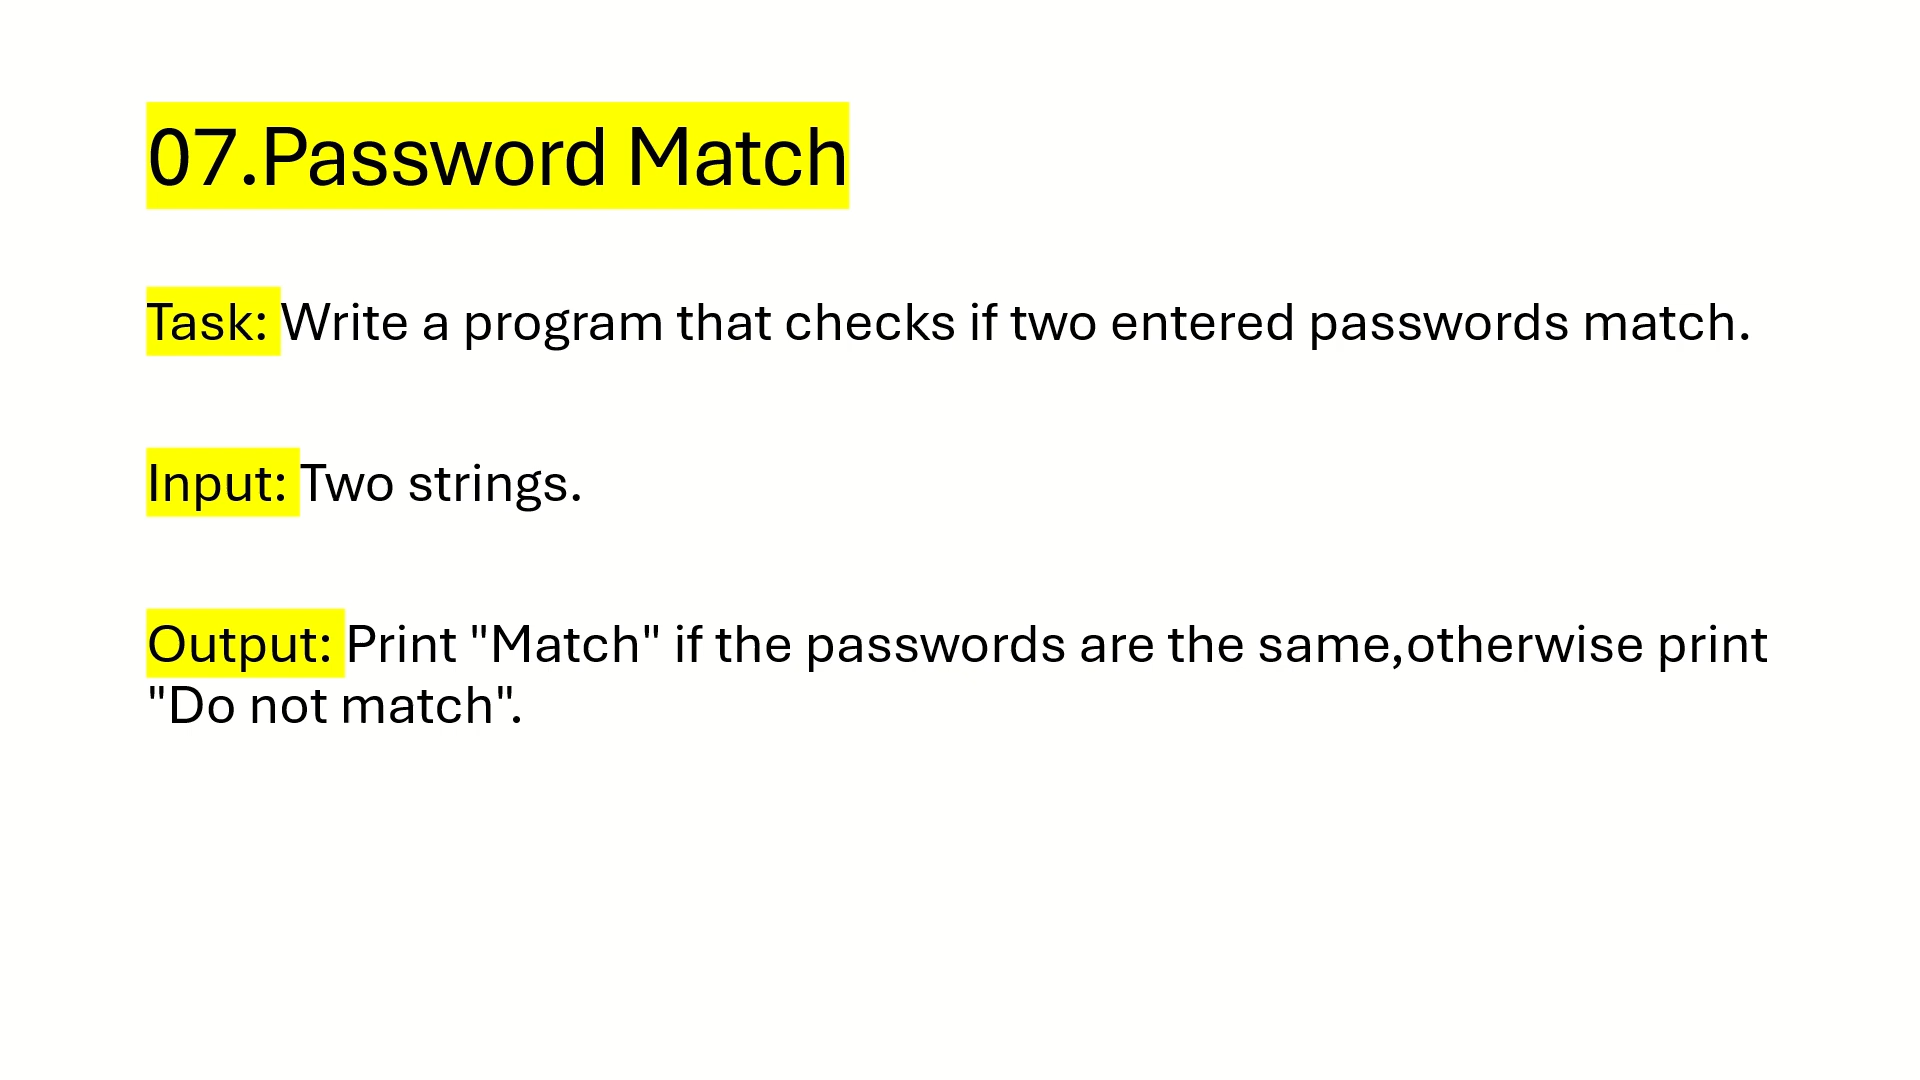 07.Password Match
Task: Write a program that checks if two entered passwords match.
Input: Two strings.
Output: Print "Match" if the passwords are the same,otherwise print
"Do not match".